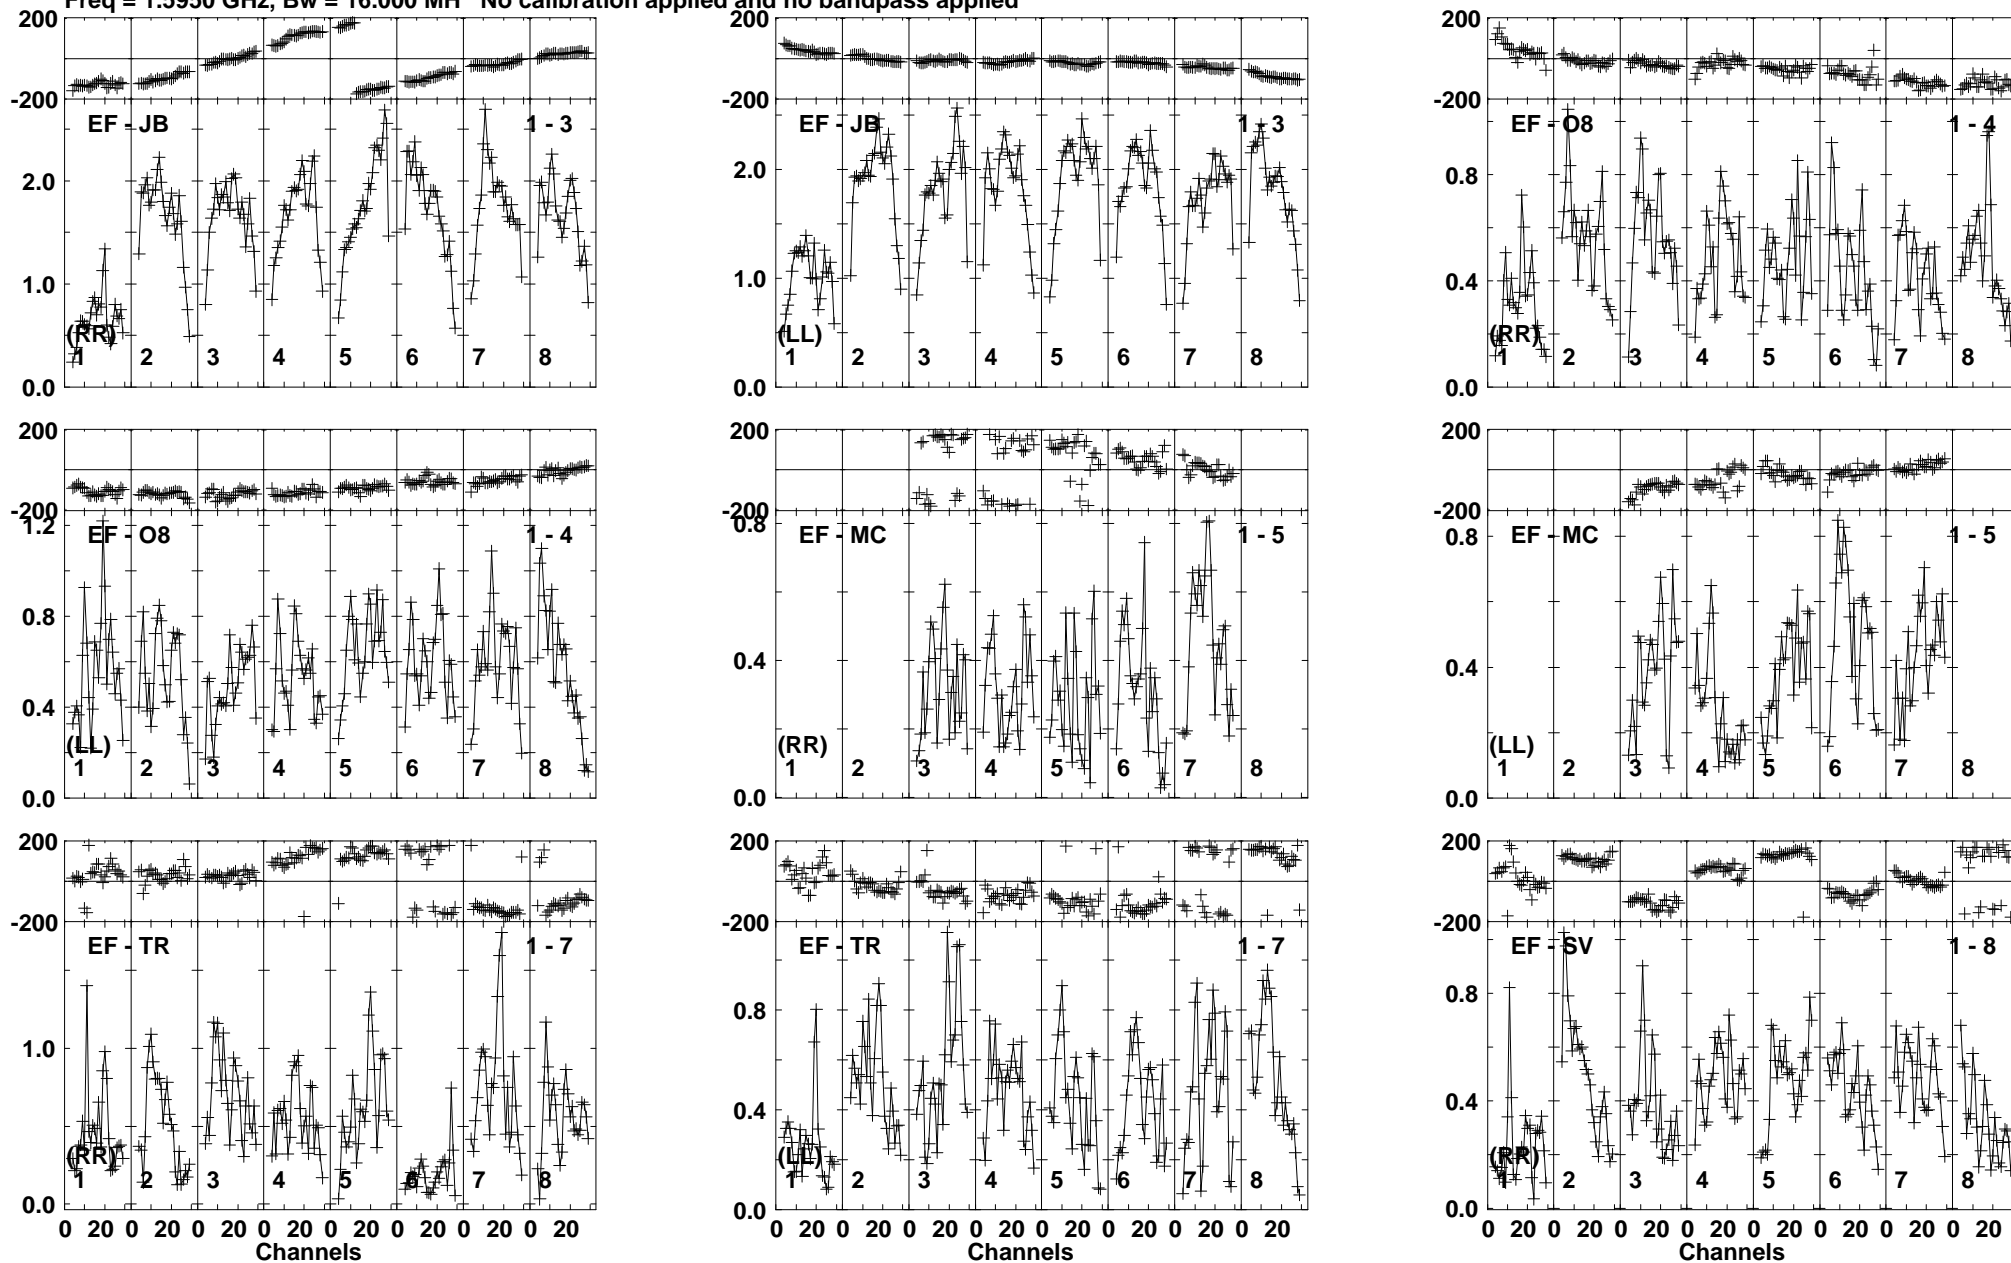 Freq = 1.5950 GHz, Bw = 16.000 MH No calibration applied and no bandpass applied
200 200 200
-200 -200 -200
EF - JB 1 - 3 EF - JB 1 - 3 EF - O8 1 - 4
2.0 2.0 0.8
1.0 1.0 0.4
(RR) (LL) (RR)
1 2 3 4 5 6 7 8 1 2 3 4 5 6 7 8 1 2 3 4 5 6 7 8
0.0 0.0 0.0
200 200 200
-200 -200 -200
1.2 0.8
EF - O8 1 - 4 EF - MC 1 - 5 EF - MC 1 - 5
0.8 0.4 0.8
0.4 0.4
(LL) (RR) (LL)
1 2 3 4 5 6 7 8 1 2 3 4 5 6 7 8 1 2 3 4 5 6 7 8
0.0 0.0 0.0
200 200 200
-200 -200 -200
EF - TR 1 - 7 EF - TR 1 - 7 EF - SV 1 - 8
1.0 0.8 0.8
0.4 0.4
(RR) (LL) (RR)
1 2 3 4 5 6 7 8 1 2 3 4 5 6 7 8 1 2 3 4 5 6 7 8
0.0 0.0 0.0
0 20 0 20 0 20 0 20 0 20 0 20 0 20 0 20 0 20 0 20 0 20 0 20 0 20 0 20 0 20 0 20 0 20 0 20 0 20 0 20 0 20 0 20 0 20 0 20
Channels Channels Channels